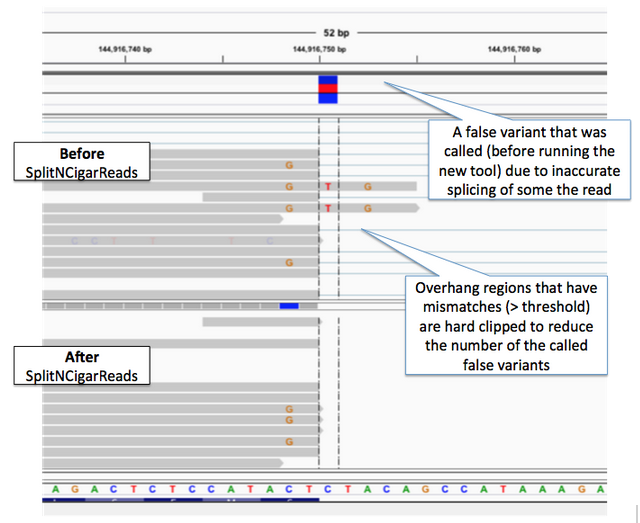 52 bp
144,916,740 bp 144,916,750 bp 144,916,760 bp
A false variant that was
called (before running the
new tool) due to inaccurate
splicing of some the read
Before
SplitNCigarReads
G
G T G
G T G
C C T T T C
G
Overhang regions that have
mismatches (> threshold)
are hard clipped to reduce
the number of the called
false variants
After
SplitNCigarReads
G
G
G
A G A C T C T C C A T A C T C T A C A G C C A T A A A G A